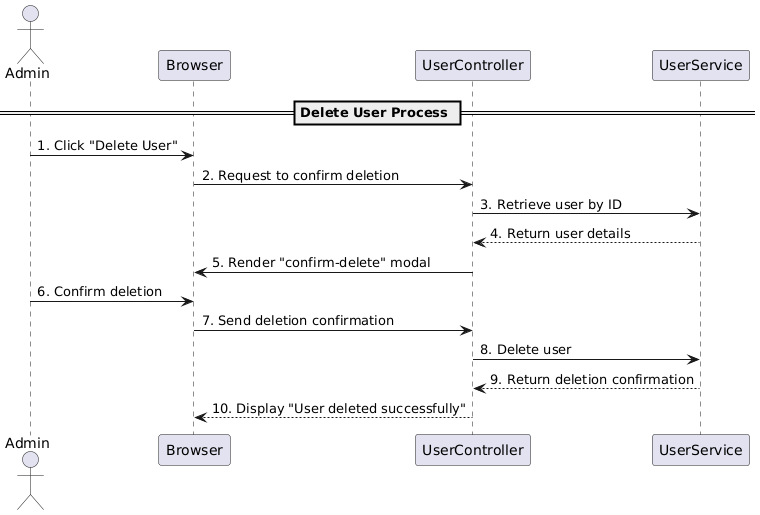 Admin
Browser
UserController
UserService
Delete User Process
1. Click "Delete User"
2. Request to confirm deletion
3. Retrieve user by ID
4. Return user details
5. Render "confirm-delete" modal
6. Confirm deletion
7. Send deletion confirmation
8. Delete user
9. Return deletion confirmation
10. Display "User deleted successfully"
Admin
Browser
UserController
UserService